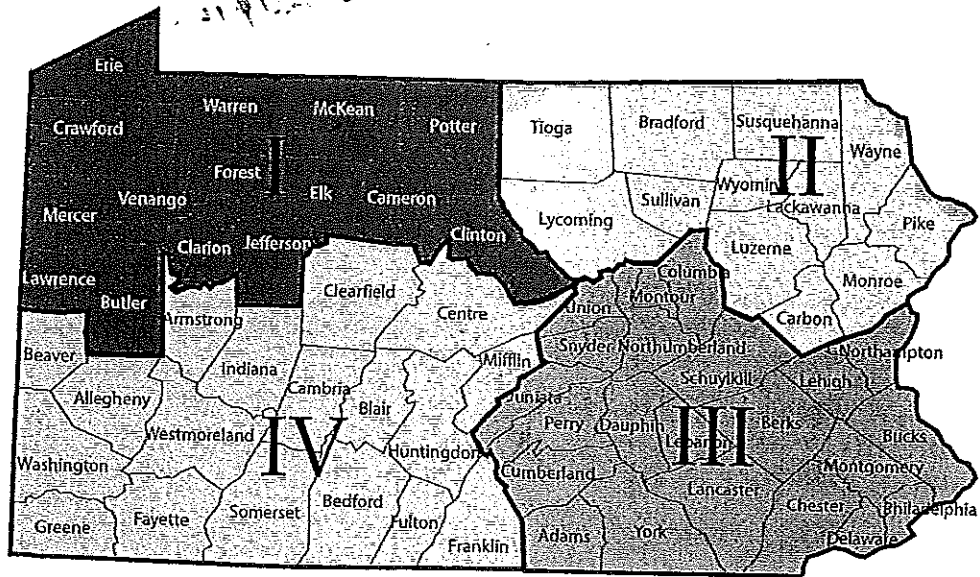 Erie
Warren
McKean
Crawford
Potter
Forest
I
Elk
Cameron
Venango
Mercer
Clarion
Jefferson
Clinton
Lawrence
Butler
Tioga
Bradford
Susquehanna
Wayne
II
Wyoming
Sullivan
Lackawanna
Lycoming
Pike
Luzerne
Monroe
Carbon
Columbia
Montour
Union
Snyder
Northumberland
Northampton
Schuylkill
Lehigh
Juniata
Perry
Dauphin
Lebanon
III
Berks
Bucks
Cumberland
Montgomery
Lancaster
Chester
Philadelphia
Adams
York
Delaware
Clearfield
Centre
Armstrong
Mifflin
Beaver
Indiana
Cambria
Allegheny
Blair
Westmoreland
IV
Huntingdon
Washington
Bedford
Somerset
Fayette
Fulton
Greene
Franklin